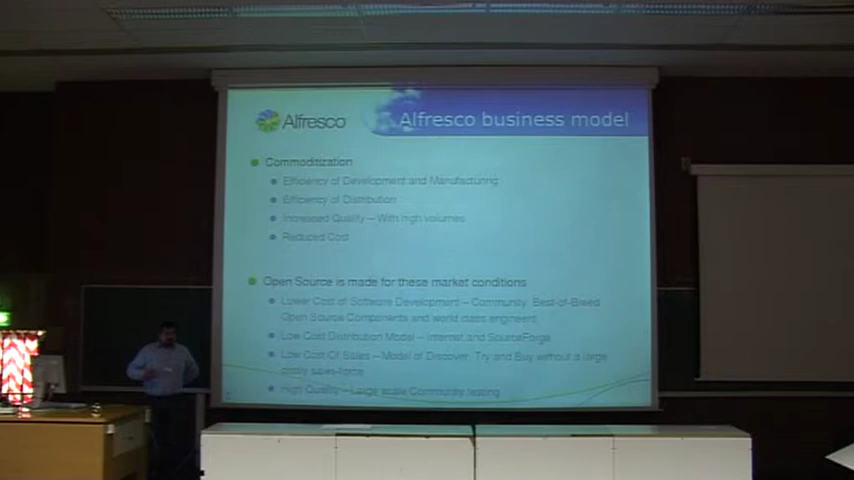 Alfresco
Alfresco business model
Commoditization
Efficiency of Development and Manufacturing
Efficiency of Distribution
Increased Quality – With high volumes
Reduced Cost
Open Source is made for these market conditions
Lower Cost of Software Development – Community, Best-of-Breed
Open Source Components and world class engineers
Low Cost Distribution Model – Internet and SourceForge
Low Cost Of Sales – Model of Discover, Try and Buy without a large
costly sales-force
High Quality – Large scale Community testing